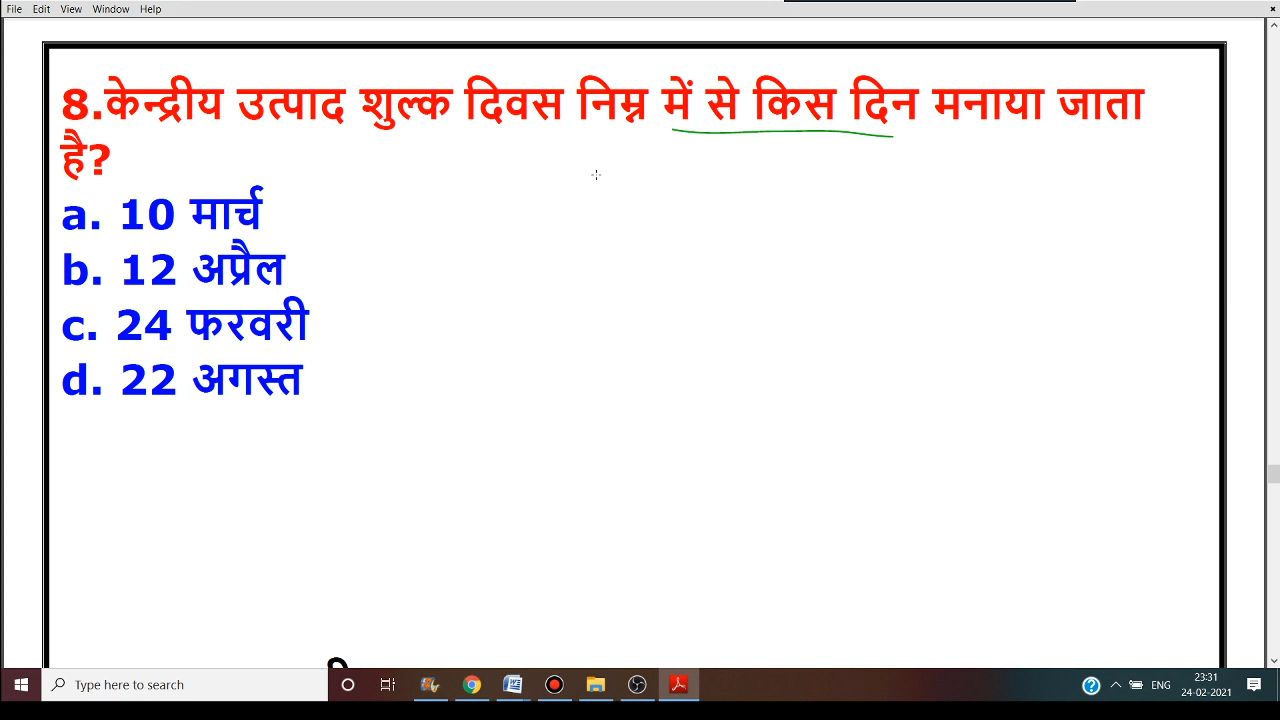 File Edit View Window Help
8.केन्द्रीय उत्पाद शुल्क दिवस निम्न में से किस दिन मनाया जाता
है?
a. 10 मार्च
b. 12 अप्रैल
c. 24 फरवरी
d. 22 अगस्त
Type here to search
ENG
23:31
24-02-2021